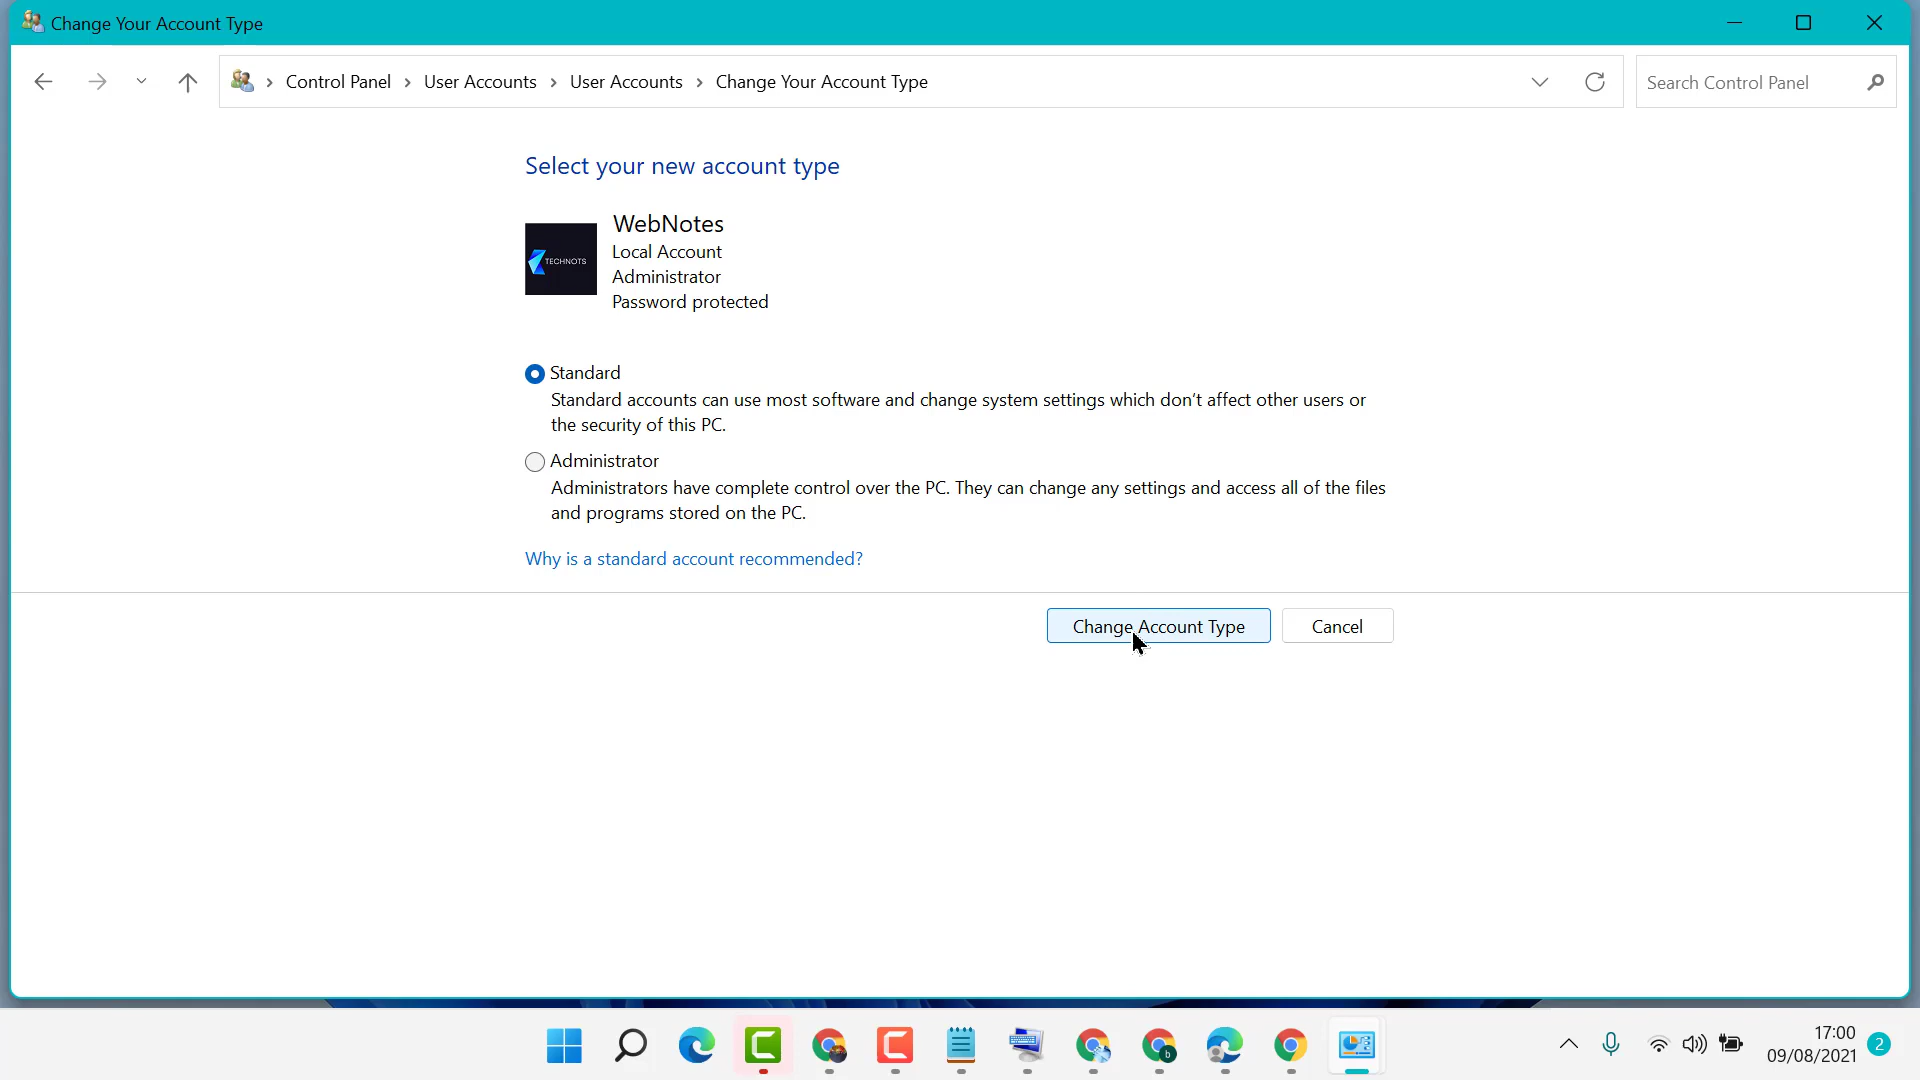 Change Your Account Type
Control Panel > User Accounts > User Accounts > Change Your Account Type
Search Control Panel
Select your new account type
TECHNOTS
WebNotes
Local Account
Administrator
Password protected
Standard
Standard accounts can use most software and change system settings which don't affect other users or
the security of this PC.
Administrator
Administrators have complete control over the PC. They can change any settings and access all of the files
and programs stored on the PC.
Why is a standard account recommended?
Change Account Type
Cancel
b
17:00
09/08/2021
2